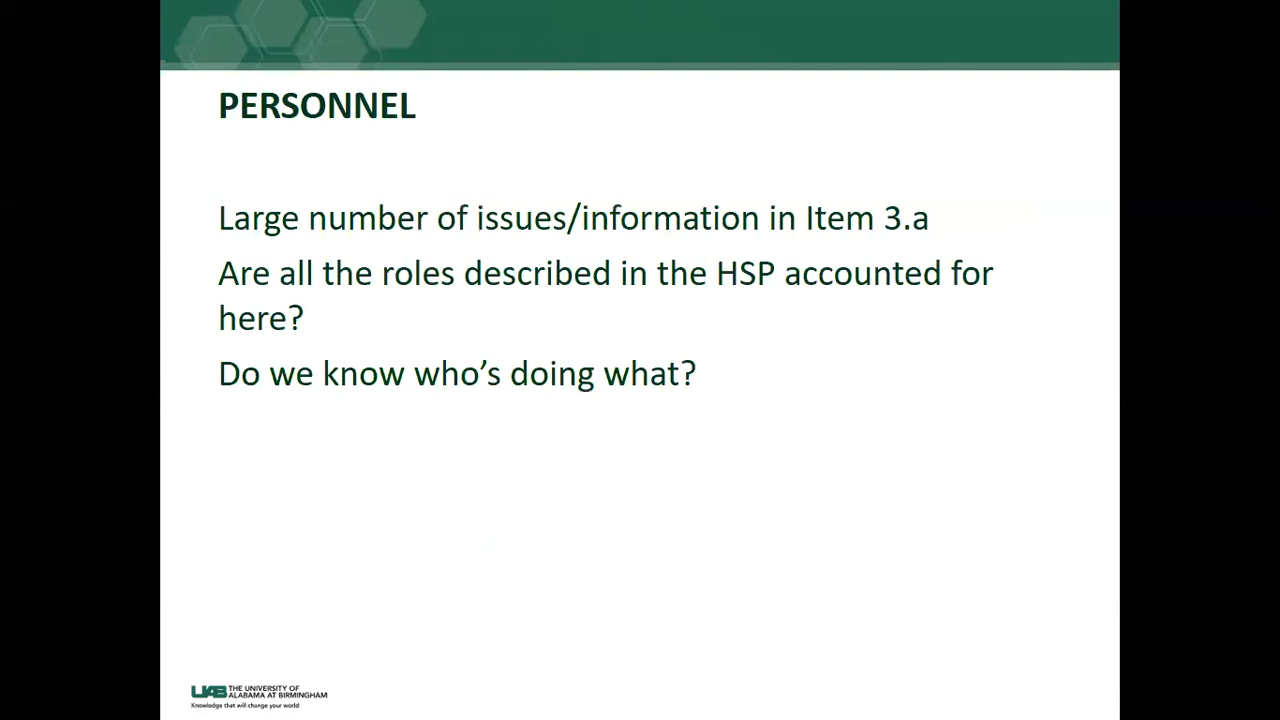 PERSONNEL
Large number of issues/information in Item 3.a
Are all the roles described in the HSP accounted for
here?
Do we know who’s doing what?
UAB THE UNIVERSITY OF
ALABAMA AT BIRMINGHAM
Knowledge that will change your world